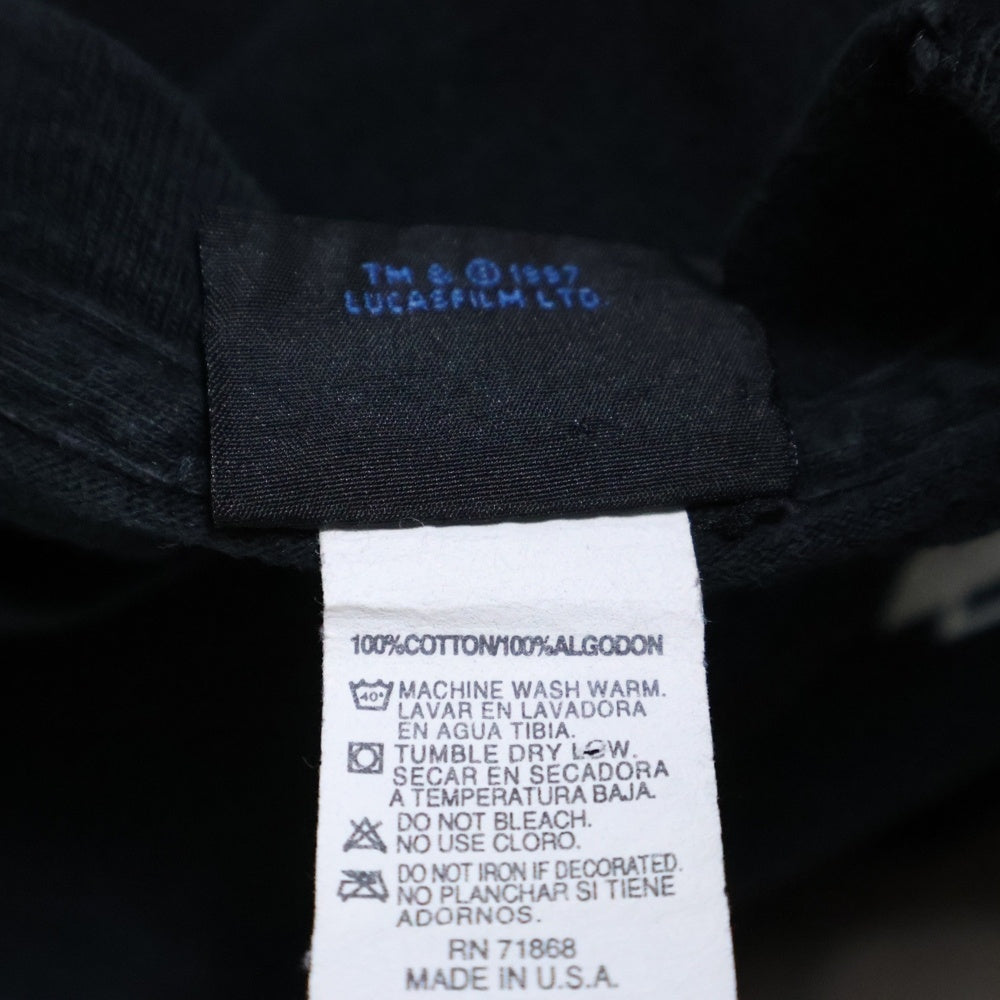 TM & © 1997
LUCASFILM LTD.
100%COTTON/100%ALGODON
40°
MACHINE WASH WARM.
LAVAR EN LAVADORA
EN AGUA TIBIA.
TUMBLE DRY LOW.
SECAR EN SECADORA
A TEMPERATURA BAJA.
DO NOT BLEACH.
NO USE CLORO.
DO NOT IRON IF DECORATED.
NO PLANCHAR SI TIENE
ADORNOS.
RN 71868
MADE IN U.S.A.